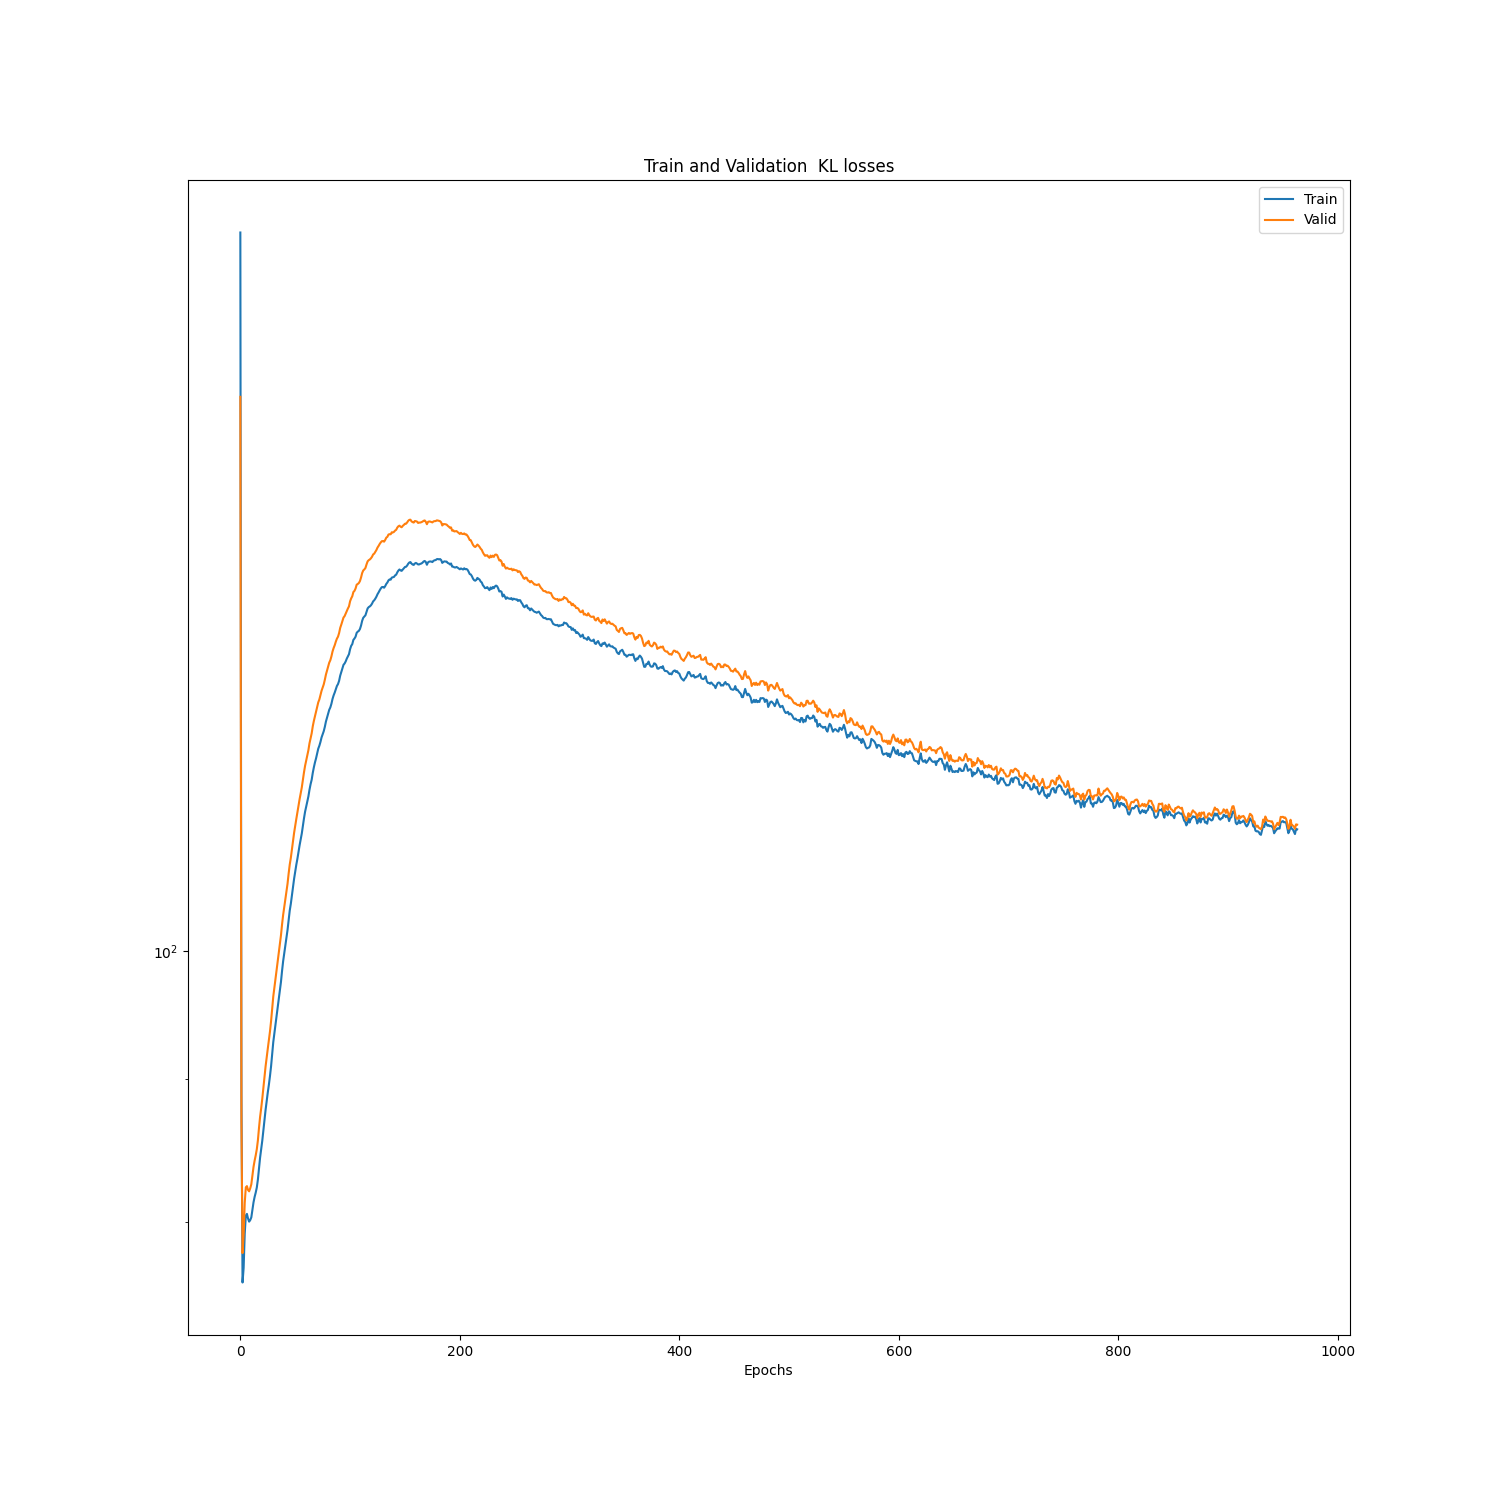 Train and Validation  KL losses
Train
Valid
10²
0 200 400 600 800 1000
Epochs